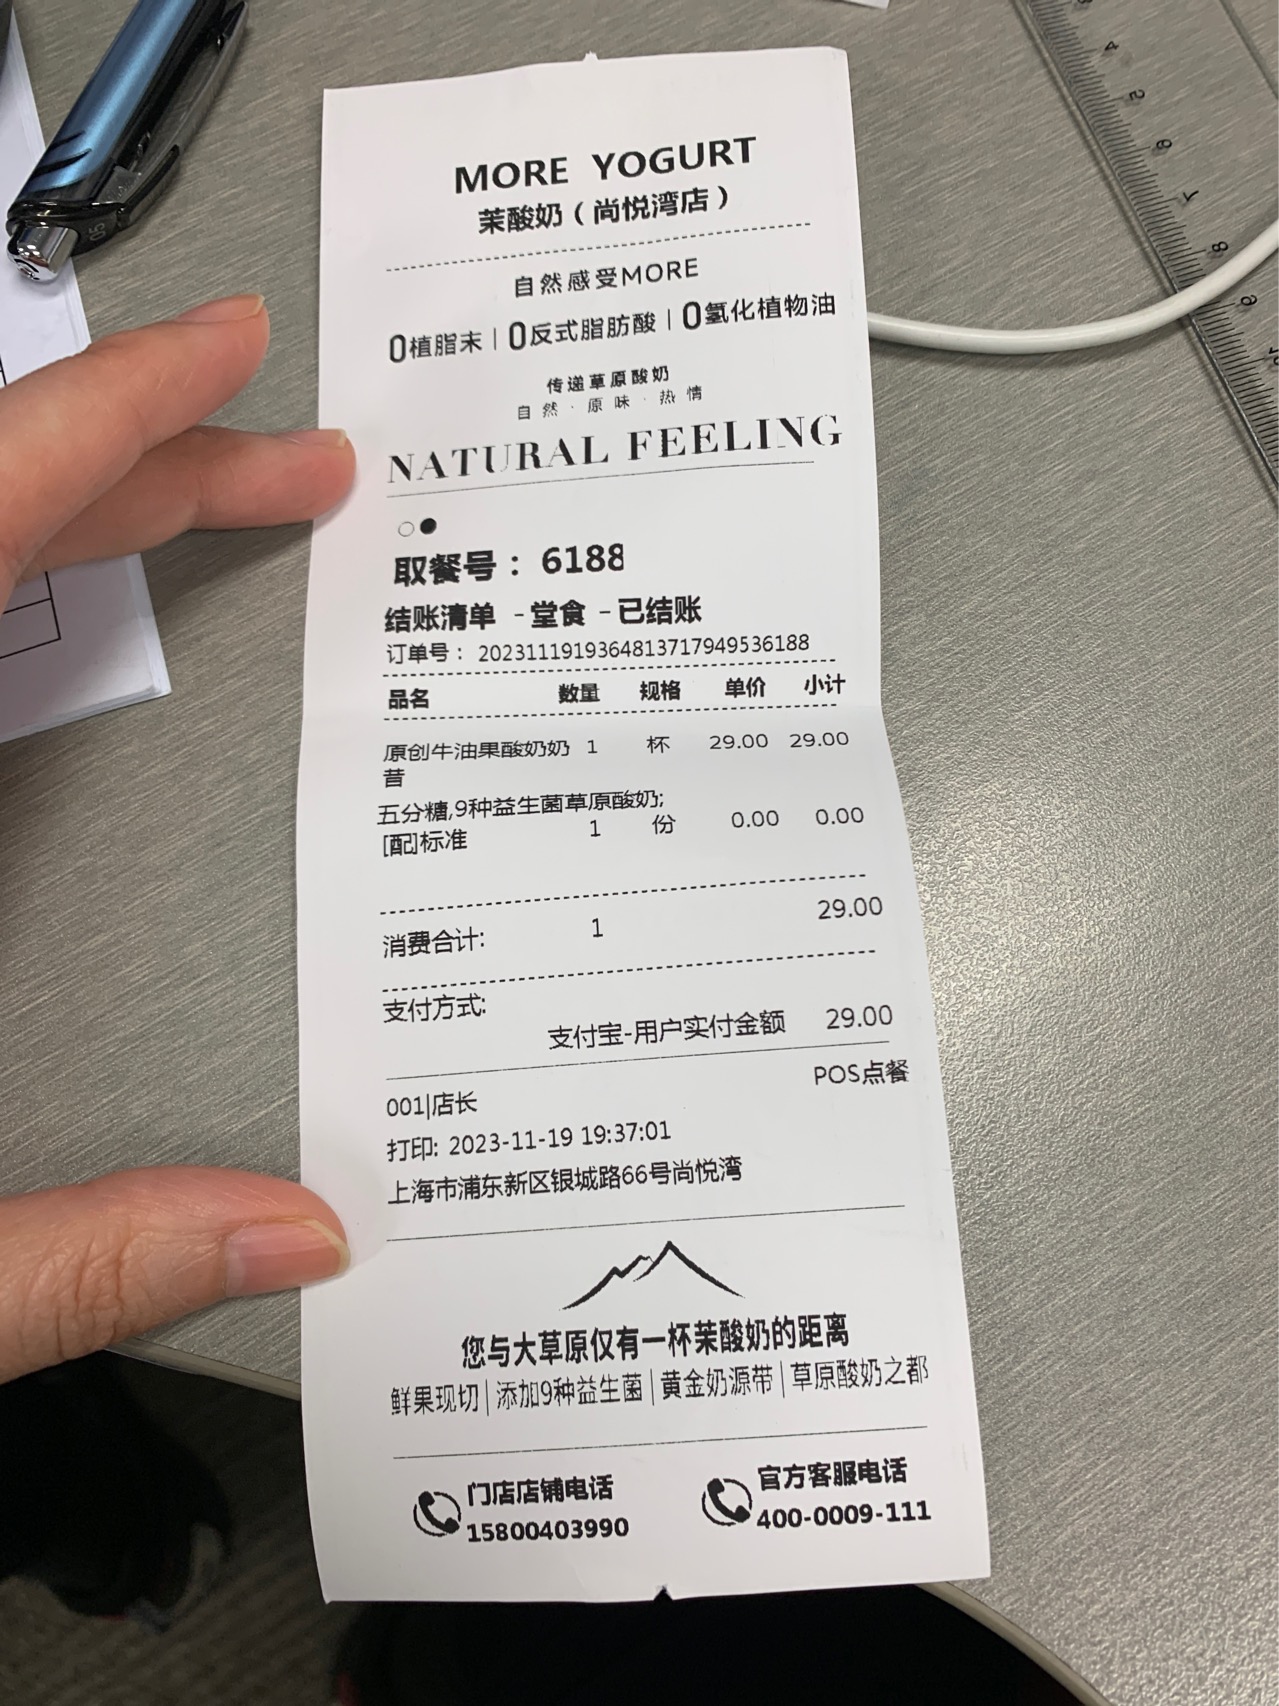 MORE YOGURT
茉酸奶（尚悦湾店）
自然感受MORE
0植脂末｜0反式脂肪酸｜0氢化植物油
传递草原酸奶
自然·原味·热情
NATURAL FEELING
取餐号：6188
结账清单 -堂食 -已结账
订单号：20231119193648137179495​36188
品名 数量 规格 单价 小计
原创牛油果酸奶奶 1 杯 29.00 29.00
昔
五分糖,9种益生菌草原酸奶;
[配]标准 1 份 0.00 0.00
消费合计: 1 29.00
支付方式:
支付宝-用户实付金额 29.00
POS点餐
001|店长
打印: 2023-11-19 19:37:01
上海市浦东新区银城路66号尚悦湾
您与大草原仅有一杯茉酸奶的距离
鲜果现切｜添加9种益生菌｜黄金奶源带｜草原酸奶之都
门店店铺电话
15800403990
官方客服电话
400-0009-111
05
4
5
6
7
8
9